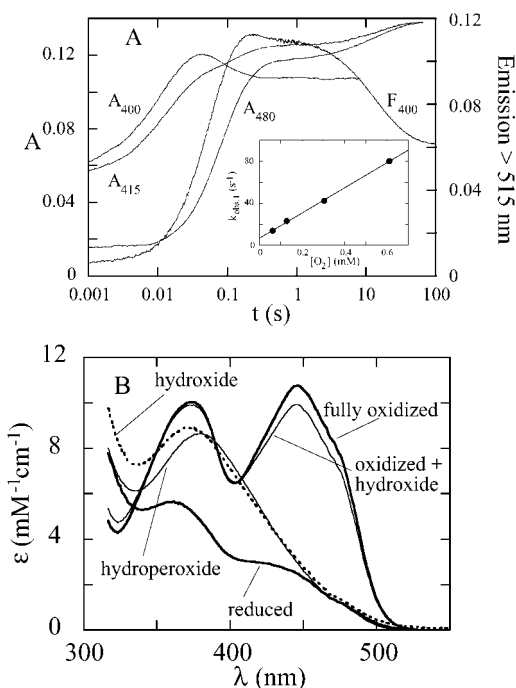 A
0.12
0.08
0.04
0
A
A400
A415
A480
F400
0.12
0.08
0.04
0
Emission > 515 nm
80
40
0
kobs,1 (s-1)
0 0.2 0.4 0.6
[O2] (mM)
0.001 0.01 0.1 1 10 100
t (s)
B
12
8
4
0
ε (mM-1cm-1)
hydroxide
fully oxidized
oxidized +
hydroxide
hydroperoxide
reduced
300 400 500
λ (nm)